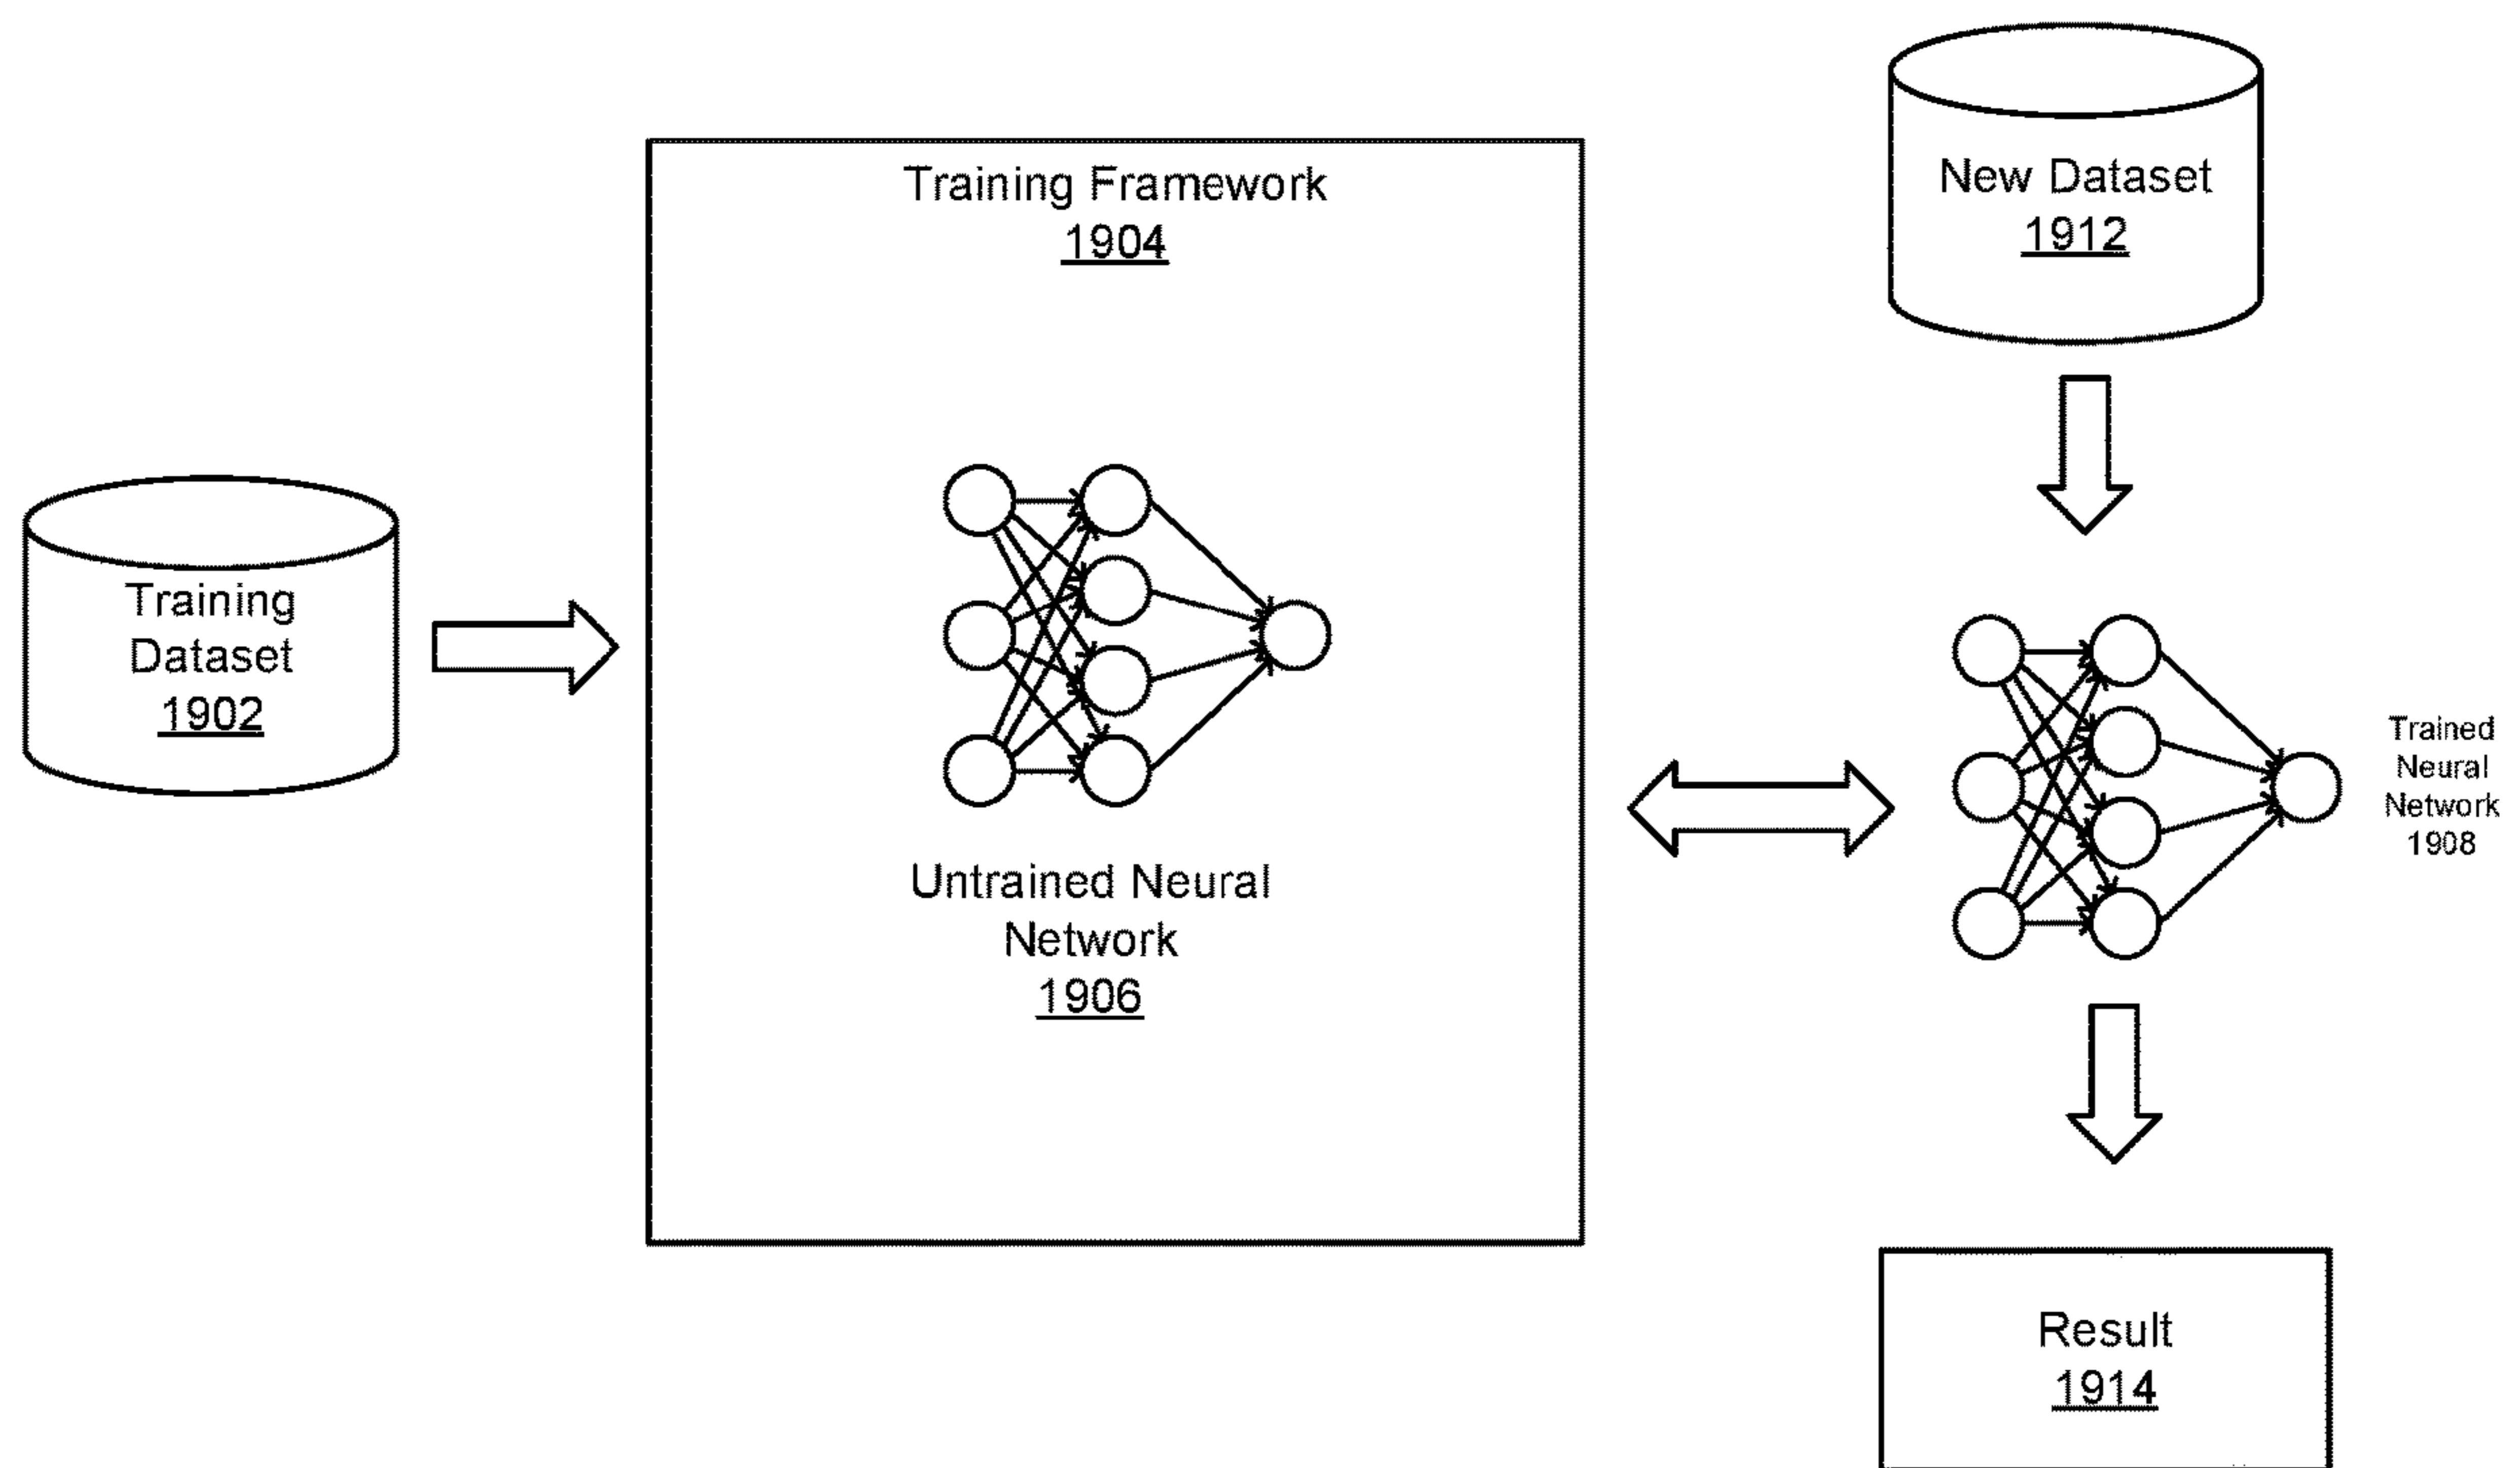 Training Framework
1904
New Dataset
1912
Training
Dataset
1902
Untrained Neural
Network
1906
Trained
Neural
Network
1908
Result
1914